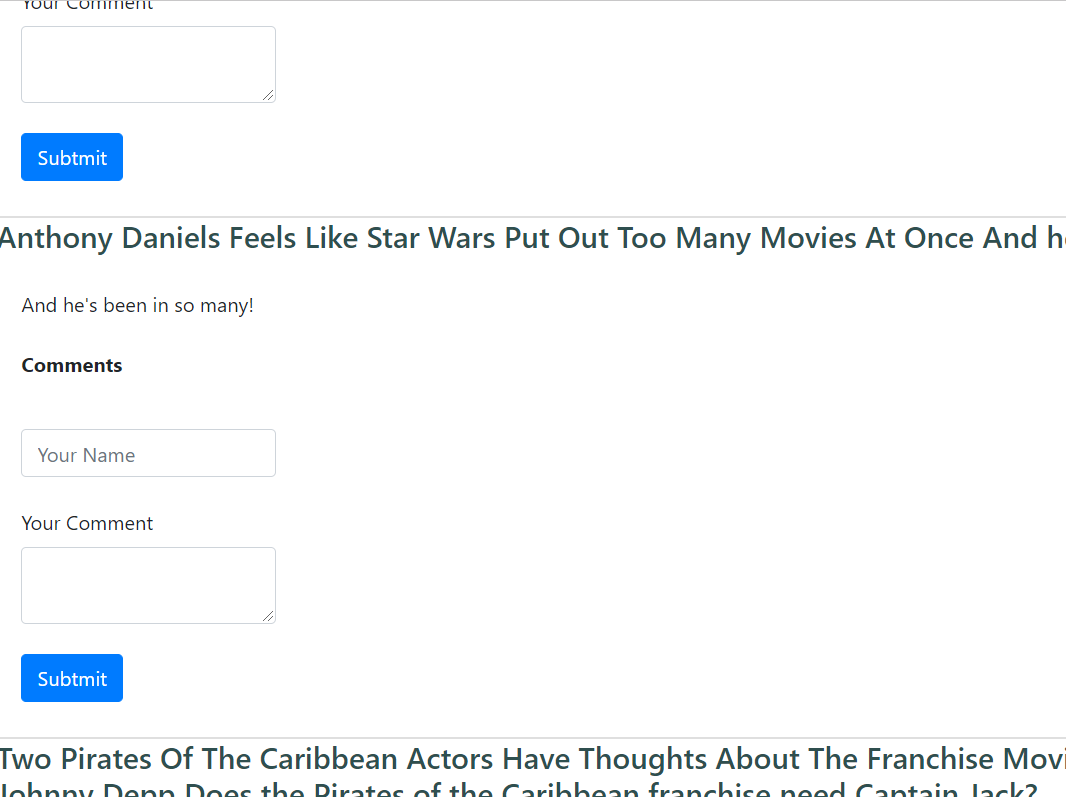 Your Comment
Subtmit
Anthony Daniels Feels Like Star Wars Put Out Too Many Movies At Once And h
And he's been in so many!
Comments
Your Name
Your Comment
Subtmit
Two Pirates Of The Caribbean Actors Have Thoughts About The Franchise Movi
Johnny Depp Does the Pirates of the Caribbean franchise need Captain Jack?